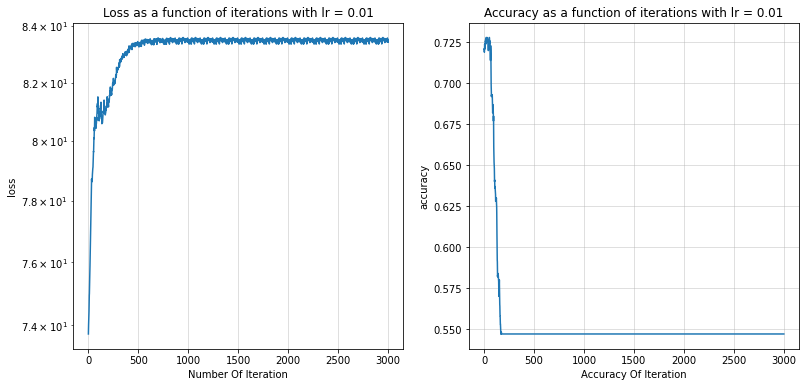 Loss as a function of iterations with lr = 0.01
8.4 × 10¹
8.2 × 10¹
8 × 10¹
7.8 × 10¹
7.6 × 10¹
7.4 × 10¹
loss
0 500 1000 1500 2000 2500 3000
Number Of Iteration
Accuracy as a function of iterations with lr = 0.01
0.725
0.700
0.675
0.650
0.625
0.600
0.575
0.550
accuracy
0 500 1000 1500 2000 2500 3000
Accuracy Of Iteration